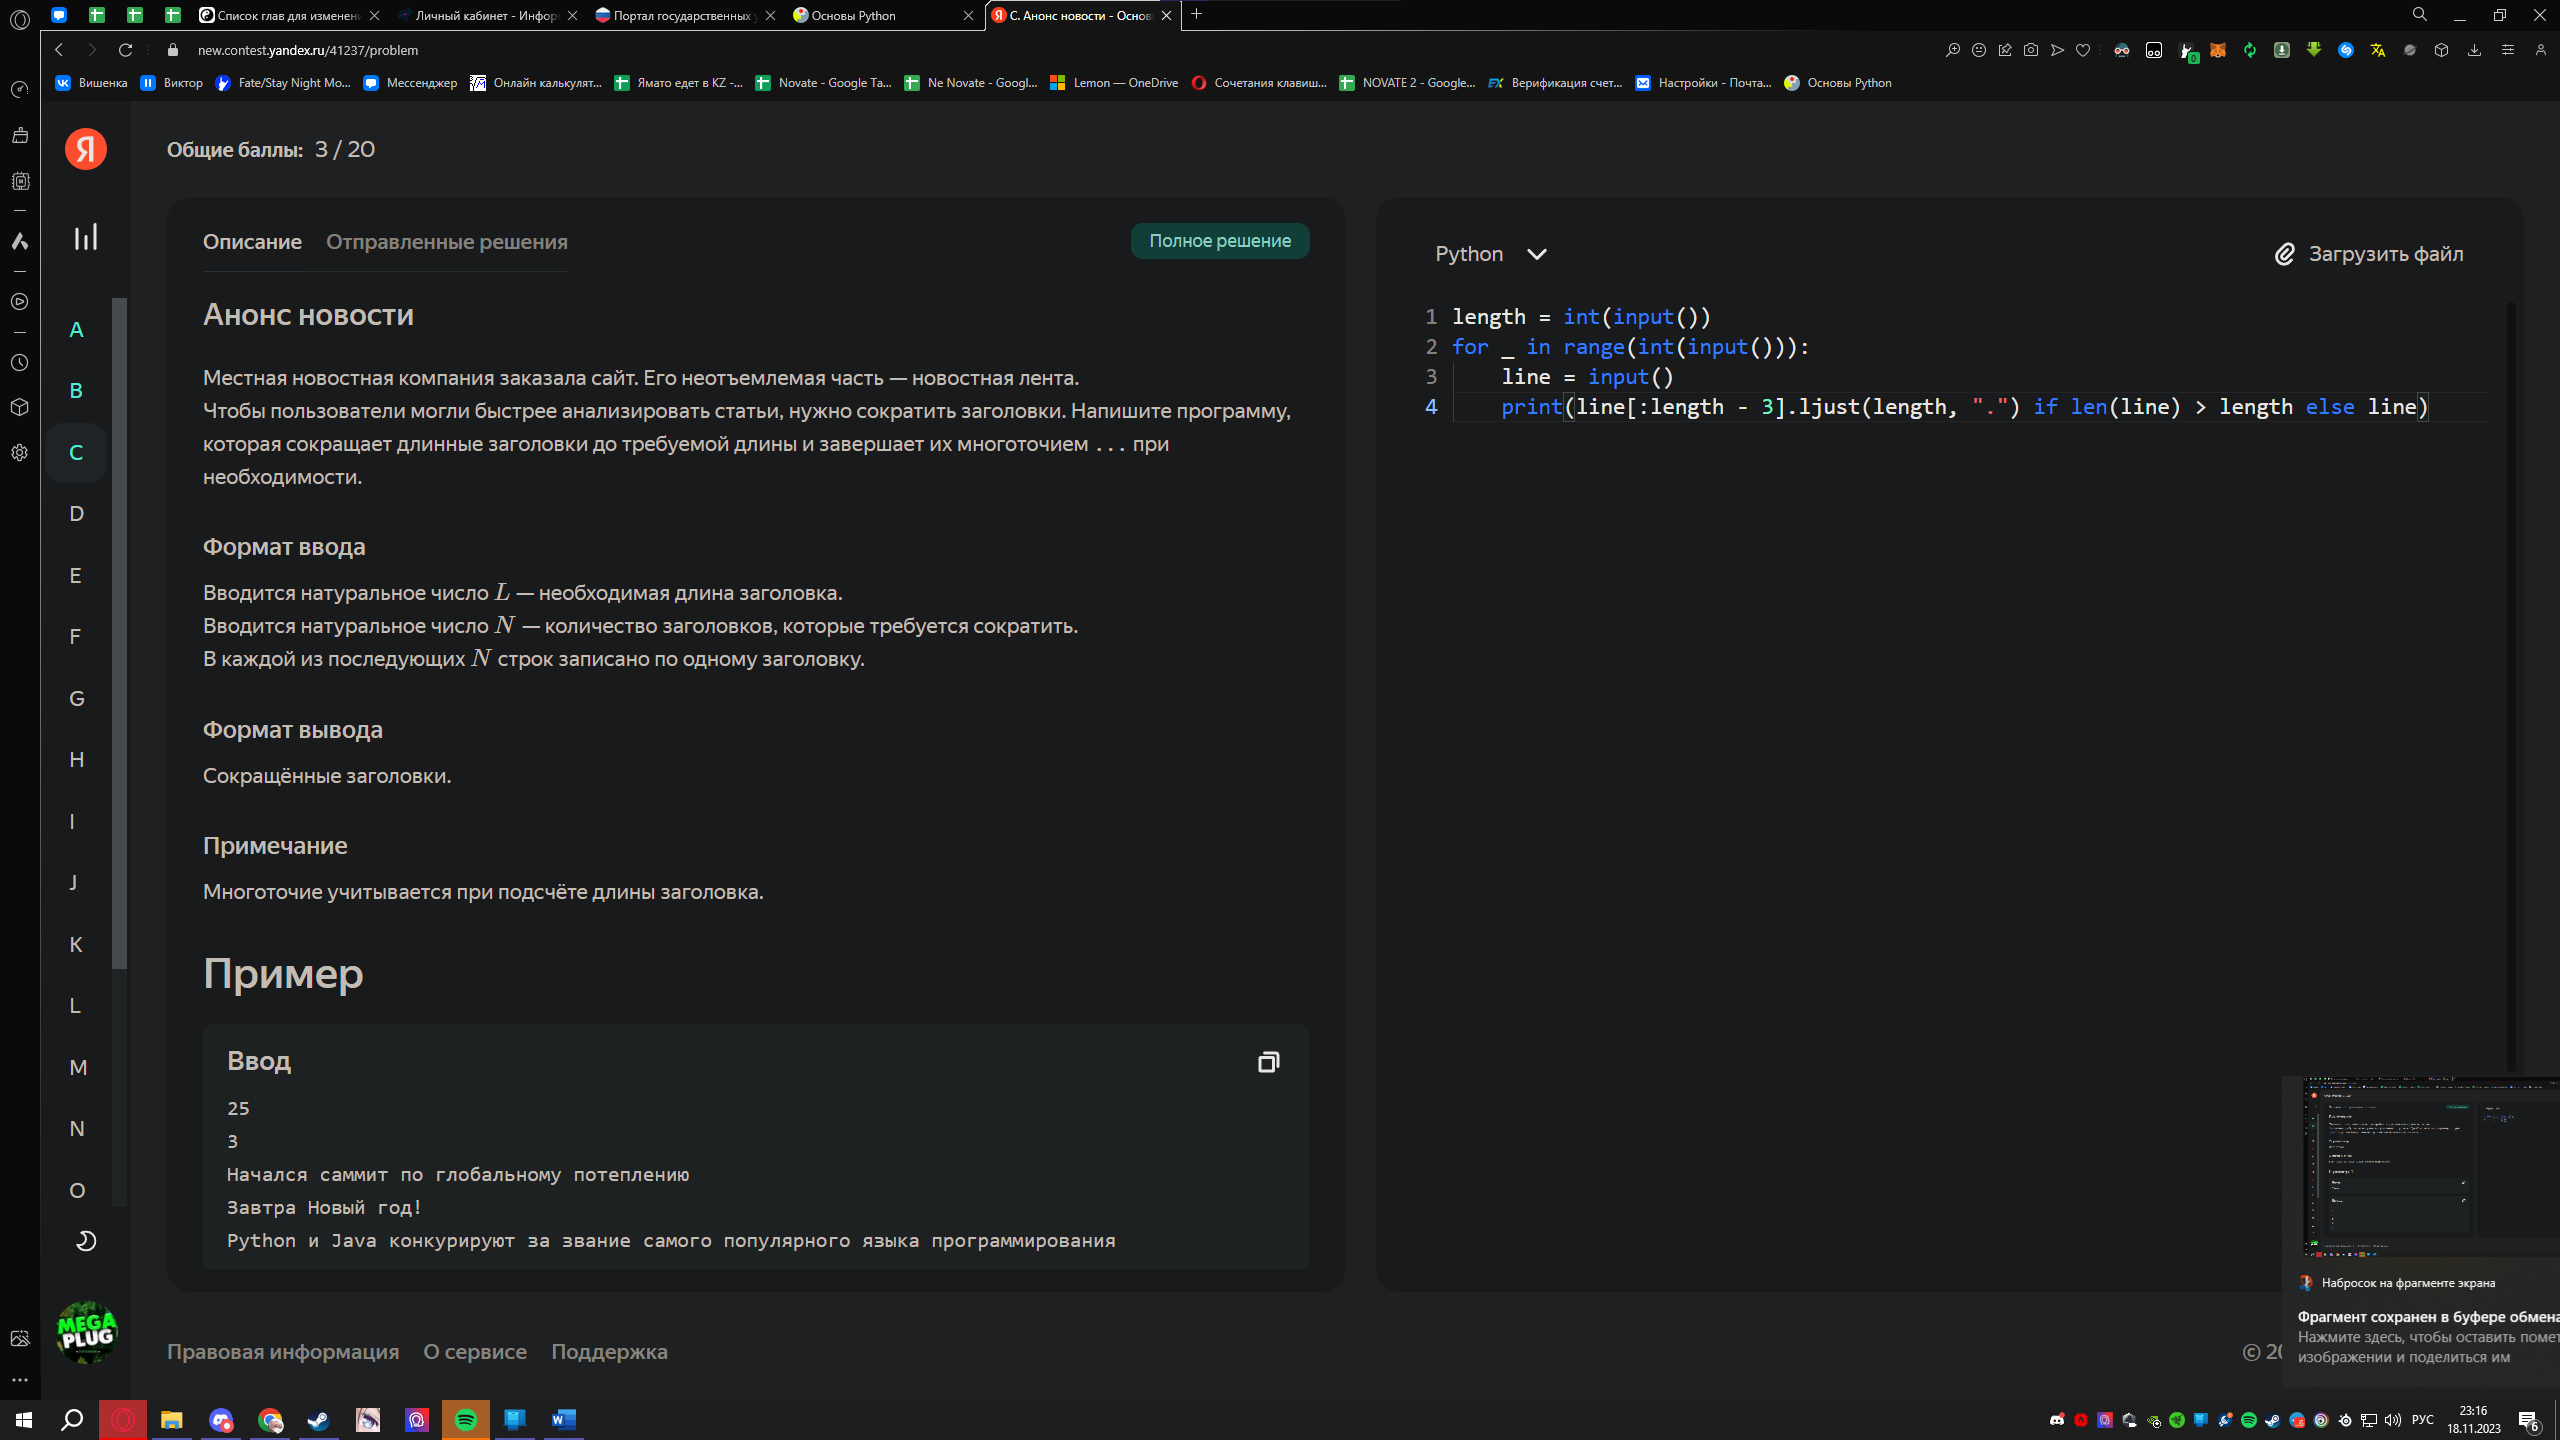 Список глав для изменени
Личный кабинет - Инфор
Портал государственных
Основы Python
С. Анонс новости - Основ
new.contest.yandex.ru/41237/problem
Вишенка
Виктор
Fate/Stay Night Mo...
Мессенджер
Онлайн калькулят...
Ямато едет в KZ -...
Novate - Google Та...
Ne Novate - Googl...
Lemon — OneDrive
Сочетания клавиш...
NOVATE 2 - Google...
Верификация счет...
Настройки - Почта...
Основы Python
Я
Общие баллы: 3 / 20
Описание
Отправленные решения
Полное решение
A
B
C
D
E
F
G
H
I
J
K
L
M
N
O
Анонс новости
Местная новостная компания заказала сайт. Его неотъемлемая часть — новостная лента.
Чтобы пользователи могли быстрее анализировать статьи, нужно сократить заголовки. Напишите программу,
которая сокращает длинные заголовки до требуемой длины и завершает их многоточием ... при
необходимости.
Формат ввода
Вводится натуральное число L — необходимая длина заголовка.
Вводится натуральное число N — количество заголовков, которые требуется сократить.
В каждой из последующих N строк записано по одному заголовку.
Формат вывода
Сокращённые заголовки.
Примечание
Многоточие учитывается при подсчёте длины заголовка.
Пример
Ввод
25
3
Начался саммит по глобальному потеплению
Завтра Новый год!
Python и Java конкурируют за звание самого популярного языка программирования
Python
Загрузить файл
1 length = int(input())
2 for _ in range(int(input())):
3 line = input()
4 print(line[:length - 3].ljust(length, ".") if len(line) > length else line)
MEGA
PLUG
Правовая информация
О сервисе
Поддержка
© 20
Набросок на фрагменте экрана
Фрагмент сохранен в буфере обмена
Нажмите здесь, чтобы оставить помет
изображении и поделиться им
РУС
23:16
18.11.2023
6